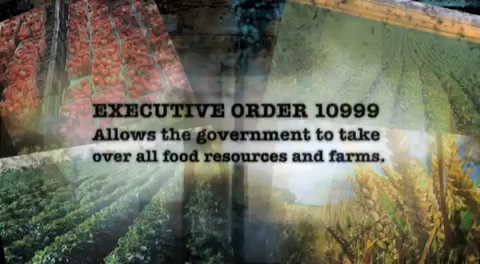 EXECUTIVE ORDER 10999
Allows the government to take
over all food resources and farms.